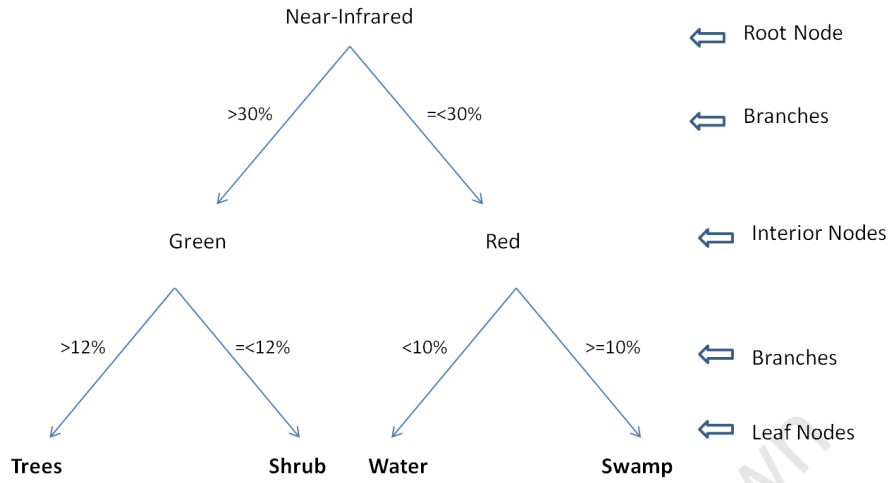 Near-Infrared
Root Node
>30%
=<30%
Branches
Green
Red
Interior Nodes
>12%
=<12%
<10%
>=10%
Branches
Leaf Nodes
Trees
Shrub
Water
Swamp
wn